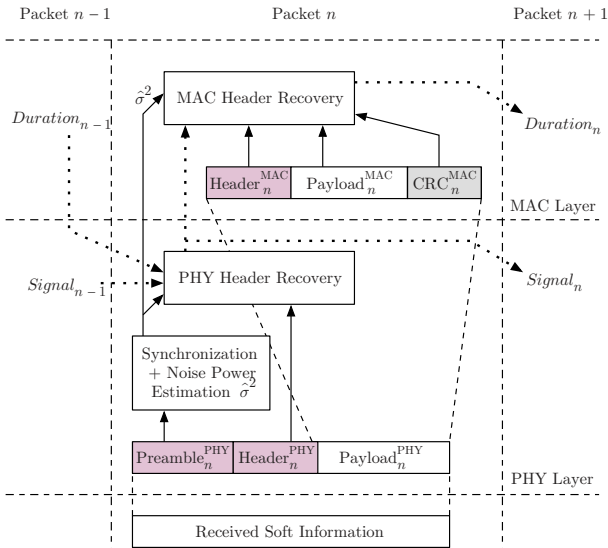 Packet n − 1
Packet n
Packet n + 1
σ̂²
MAC Header Recovery
Duration_{n−1}
Duration_n
Header_n^{MAC}
Payload_n^{MAC}
CRC_n^{MAC}
MAC Layer
PHY Header Recovery
Signal_{n−1}
Signal_n
Synchronization
+ Noise Power
Estimation σ̂²
Preamble_n^{PHY}
Header_n^{PHY}
Payload_n^{PHY}
PHY Layer
Received Soft Information